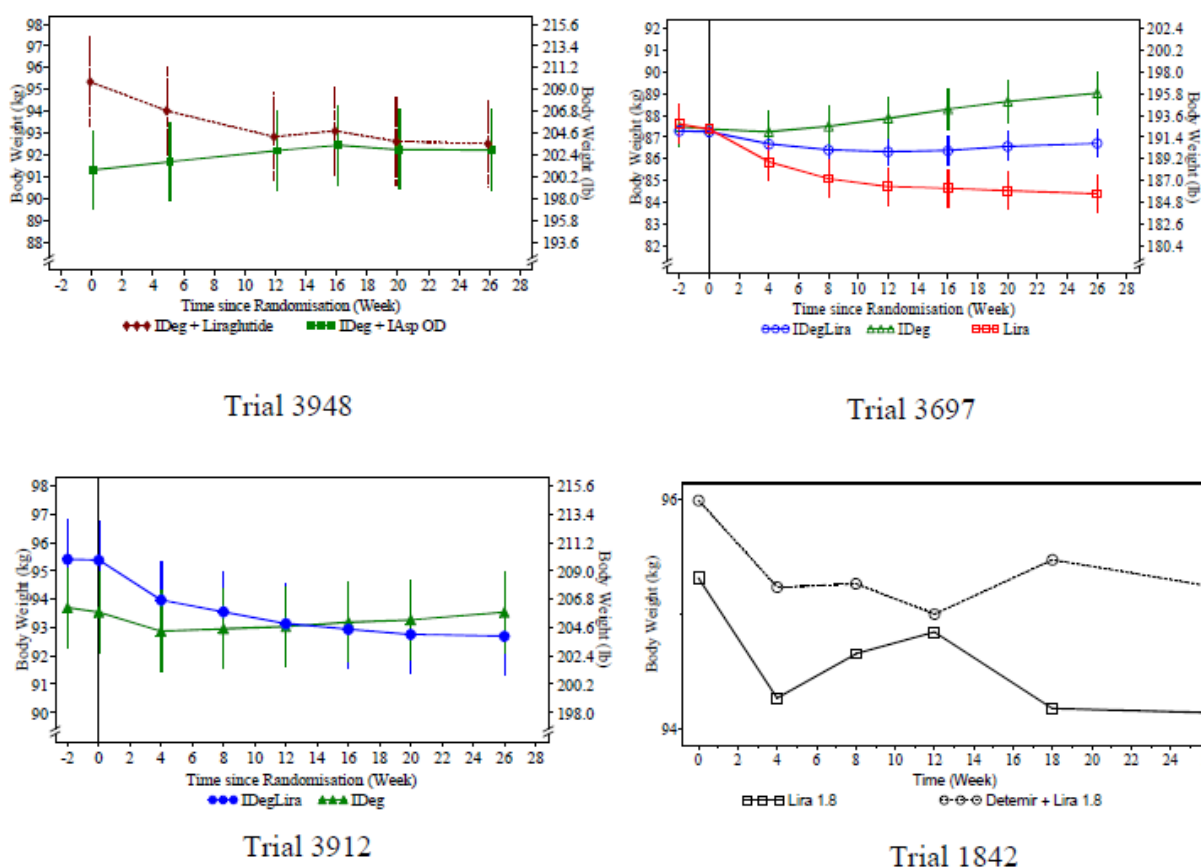 98
97
96
95
94
93
92
91
90
89
88
Body Weight (kg)
215.6
213.4
211.2
209.0
206.8
204.6
202.4
200.2
198.0
195.8
193.6
Body Weight (lb)
-2 0 2 4 6 8 10 12 14 16 18 20 22 24 26 28
Time since Randomisation (Week)
IDeg + Liraglutide IDeg + IAsp OD
Trial 3948
92
91
90
89
88
87
86
85
84
83
82
Body Weight (kg)
202.4
200.2
198.0
195.8
193.6
191.4
189.2
187.0
184.8
182.6
180.4
Body Weight (lb)
-2 0 2 4 6 8 10 12 14 16 18 20 22 24 26 28
Time since Randomisation (Week)
IDegLira IDeg Lira
Trial 3697
98
97
96
95
94
93
92
91
90
Body Weight (kg)
215.6
213.4
211.2
209.0
206.8
204.6
202.4
200.2
198.0
Body Weight (lb)
-2 0 2 4 6 8 10 12 14 16 18 20 22 24 26 28
Time since Randomisation (Week)
IDegLira IDeg
Trial 3912
96
94
Body Weight (kg)
0 2 4 6 8 10 12 14 16 18 20 22 24
Time (Week)
Lira 1.8 Detemir + Lira 1.8
Trial 1842